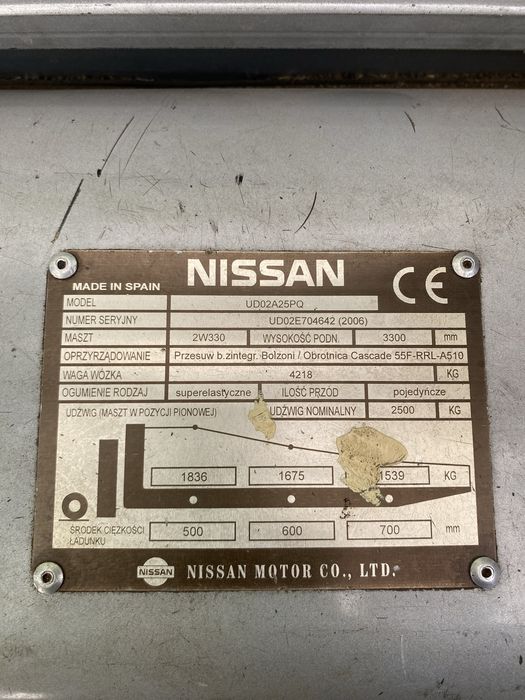 NISSAN
CE
MADE IN SPAIN
MODEL UD02A25PQ
NUMER SERYJNY UD02E704642 (2006)
MASZT 2W330 WYSOKOŚĆ PODN. 3300 mm
OPRZYRZĄDOWANIE Przesuw b.zintegr. Bolzoni / Obrotnica Cascade 55F-RRL-A510
WAGA WÓZKA 4218 KG
OGUMIENIE RODZAJ superelastyczne ILOŚĆ PRZÓD pojedyńcze
UDŹWIG (MASZT W POZYCJI PIONOWEJ) UDŹWIG NOMINALNY 2500 KG
1836 1675 1539 KG
ŚRODEK CIĘŻKOŚCI
ŁADUNKU 500 600 700 mm
NISSAN NISSAN MOTOR CO., LTD.